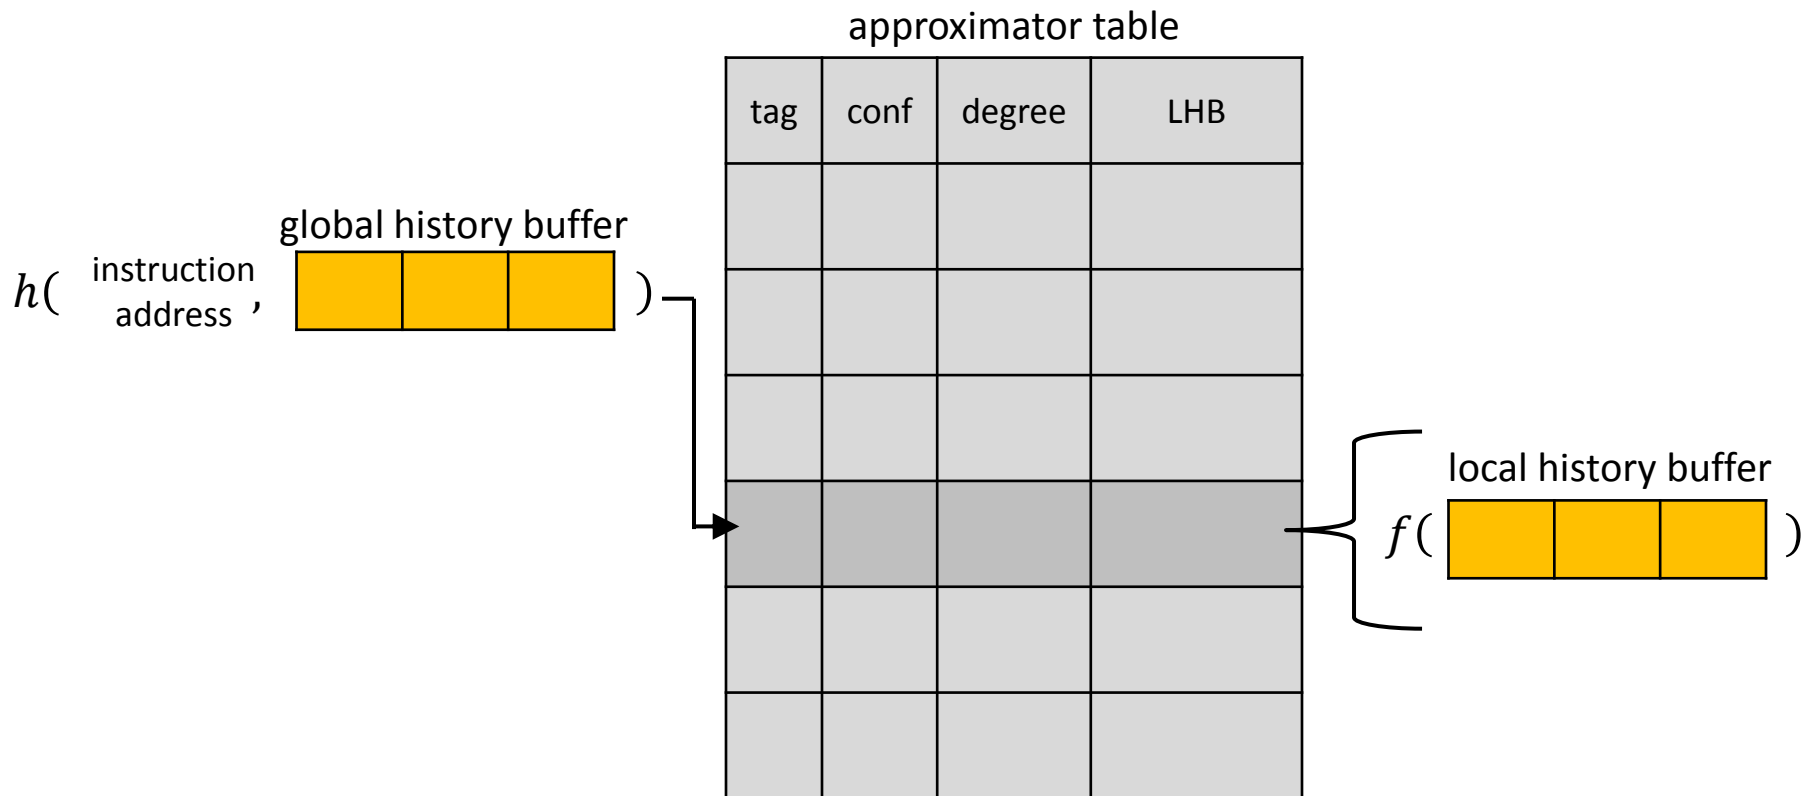 approximator table
tag conf degree LHB
global history buffer
h( instruction address, )
local history buffer
f( )